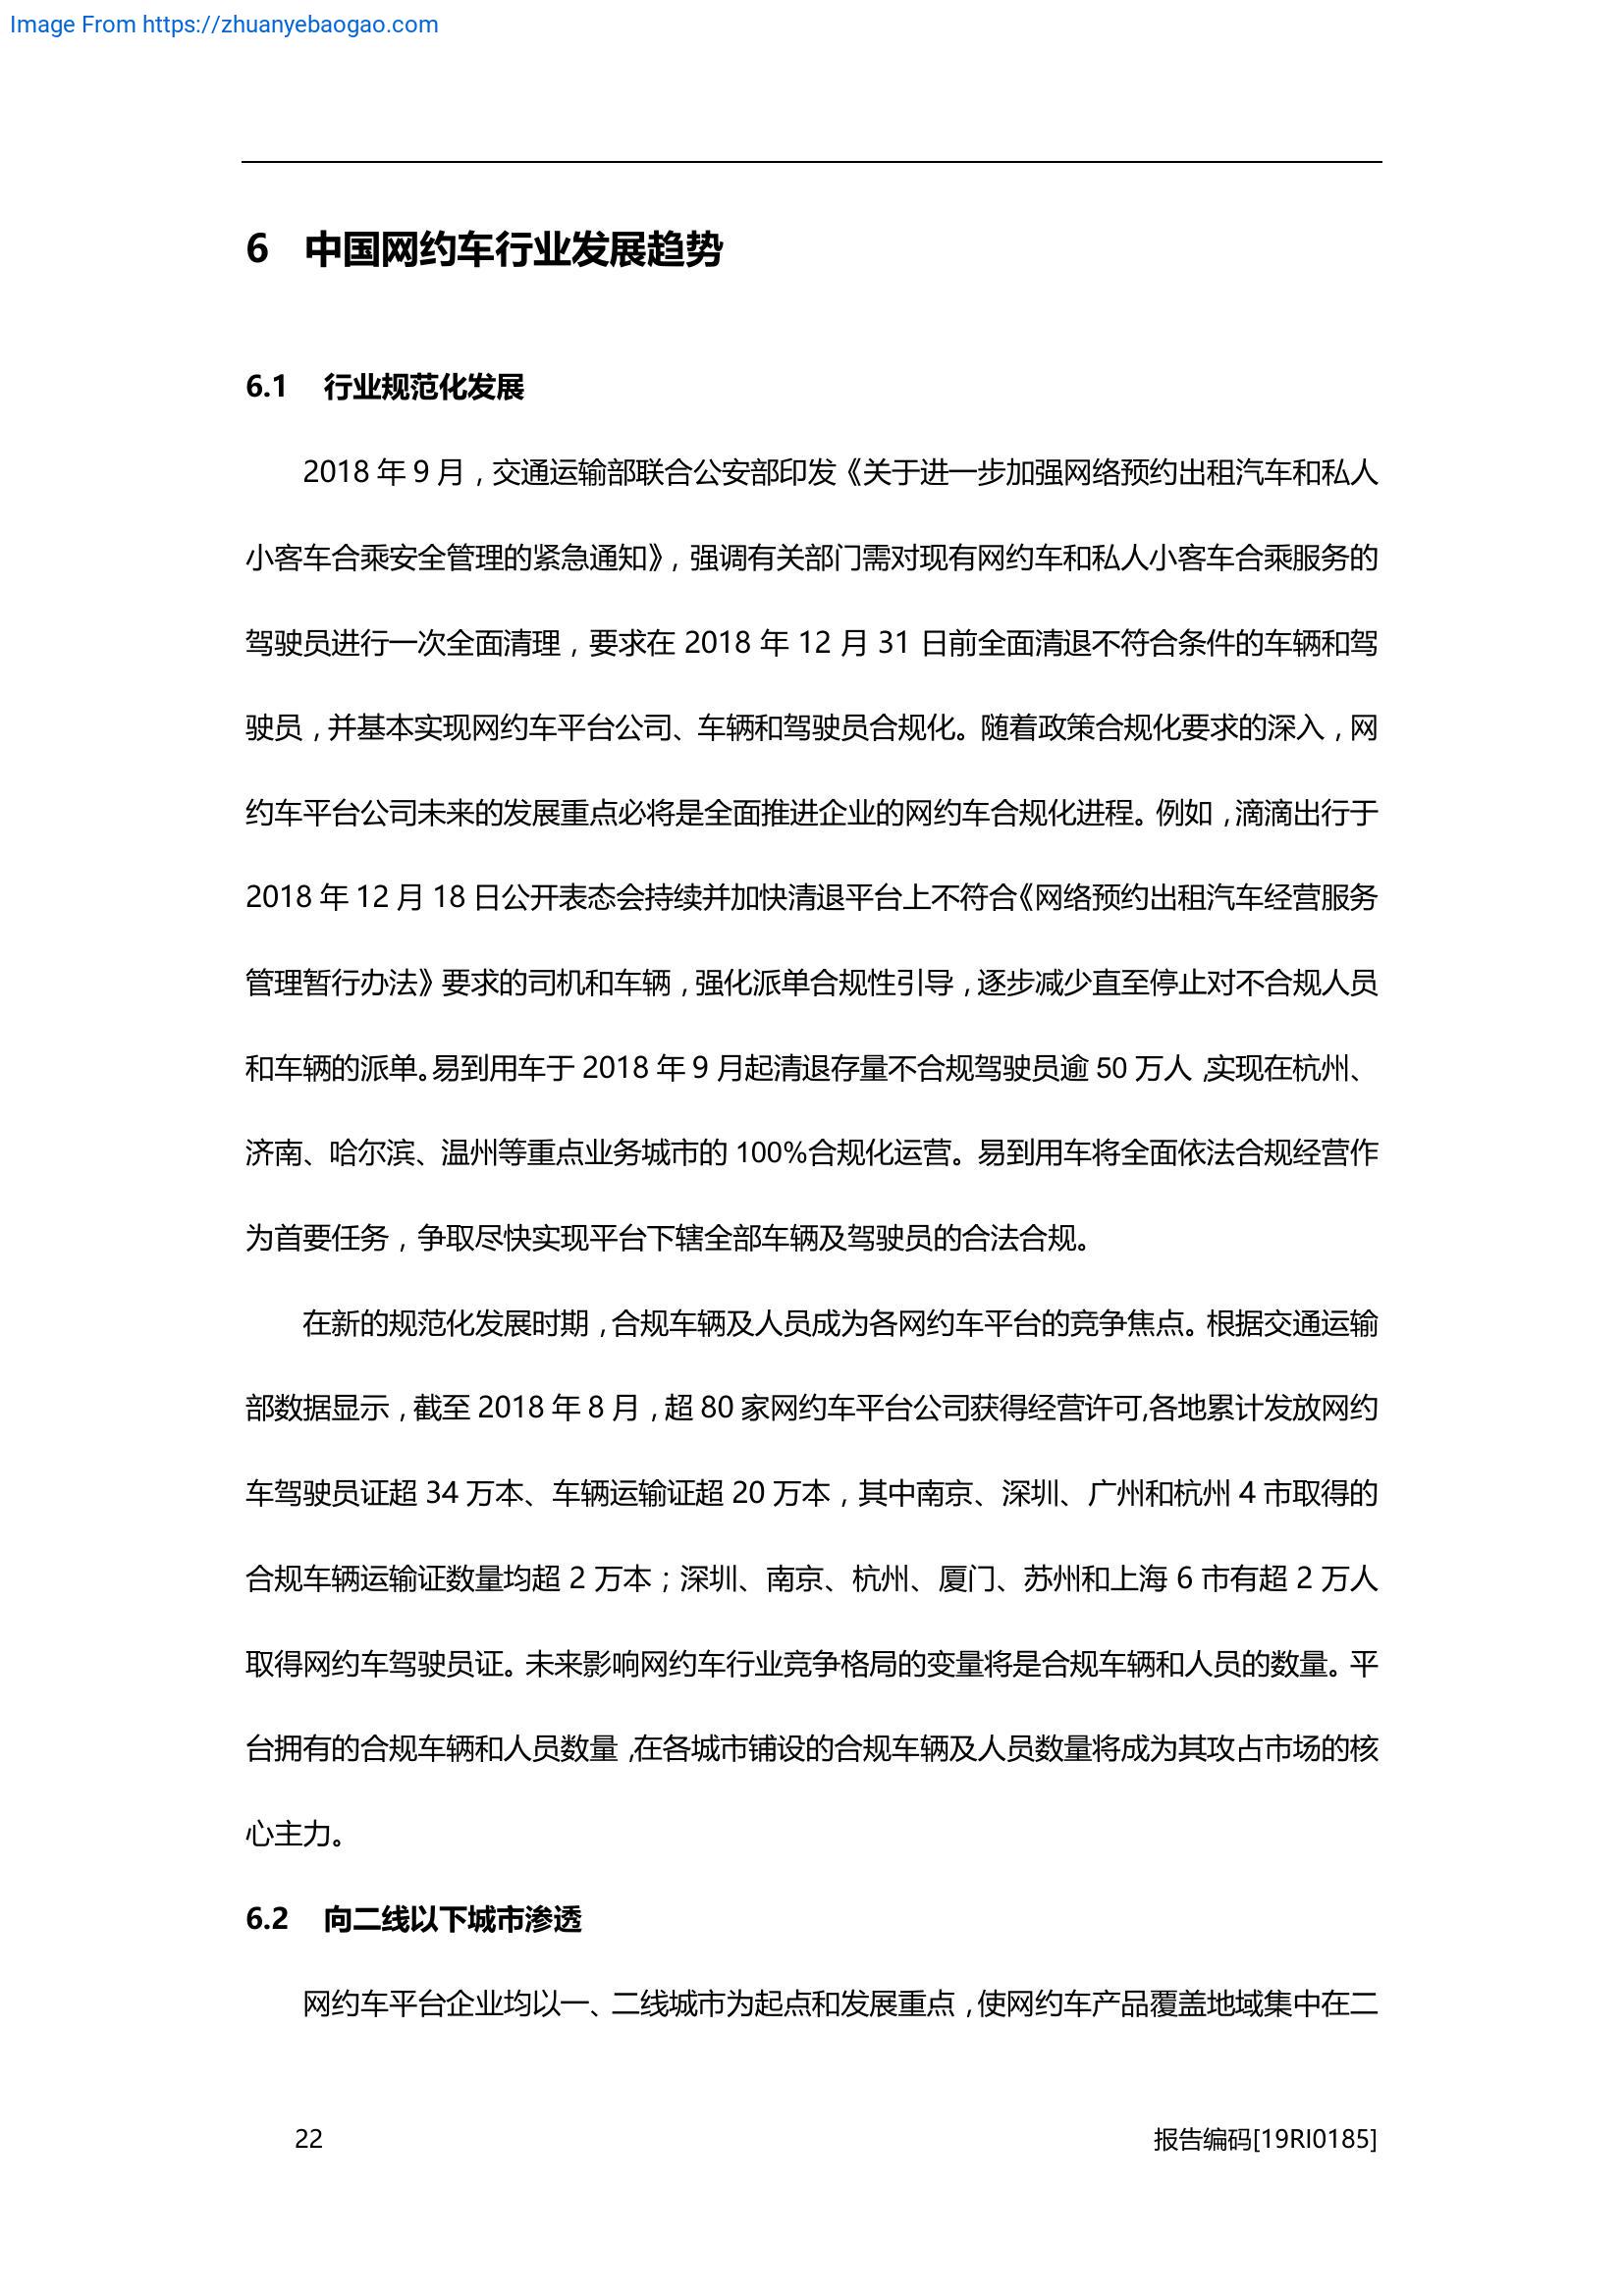 Image From https://zhuanyebaogao.com
6 中国网约车行业发展趋势
6.1 行业规范化发展
2018 年 9 月，交通运输部联合公安部印发《关于进一步加强网络预约出租汽车和私人
小客车合乘安全管理的紧急通知》，强调有关部门需对现有网约车和私人小客车合乘服务的
驾驶员进行一次全面清理，要求在 2018 年 12 月 31 日前全面清退不符合条件的车辆和驾
驶员，并基本实现网约车平台公司、车辆和驾驶员合规化。随着政策合规化要求的深入，网
约车平台公司未来的发展重点必将是全面推进企业的网约车合规化进程。例如，滴滴出行于
2018 年 12 月 18 日公开表态会持续并加快清退平台上不符合《网络预约出租汽车经营服务
管理暂行办法》要求的司机和车辆，强化派单合规性引导，逐步减少直至停止对不合规人员
和车辆的派单。易到用车于 2018 年 9 月起清退存量不合规驾驶员逾 50 万人，实现在杭州、
济南、哈尔滨、温州等重点业务城市的 100%合规化运营。易到用车将全面依法合规经营作
为首要任务，争取尽快实现平台下辖全部车辆及驾驶员的合法合规。
在新的规范化发展时期，合规车辆及人员成为各网约车平台的竞争焦点。根据交通运输
部数据显示，截至 2018 年 8 月，超 80 家网约车平台公司获得经营许可,各地累计发放网约
车驾驶员证超 34 万本、车辆运输证超 20 万本，其中南京、深圳、广州和杭州 4 市取得的
合规车辆运输证数量均超 2 万本；深圳、南京、杭州、厦门、苏州和上海 6 市有超 2 万人
取得网约车驾驶员证。未来影响网约车行业竞争格局的变量将是合规车辆和人员的数量。平
台拥有的合规车辆和人员数量，在各城市铺设的合规车辆及人员数量将成为其攻占市场的核
心主力。
6.2 向二线以下城市渗透
网约车平台企业均以一、二线城市为起点和发展重点，使网约车产品覆盖地域集中在二
22 报告编码[19RI0185]